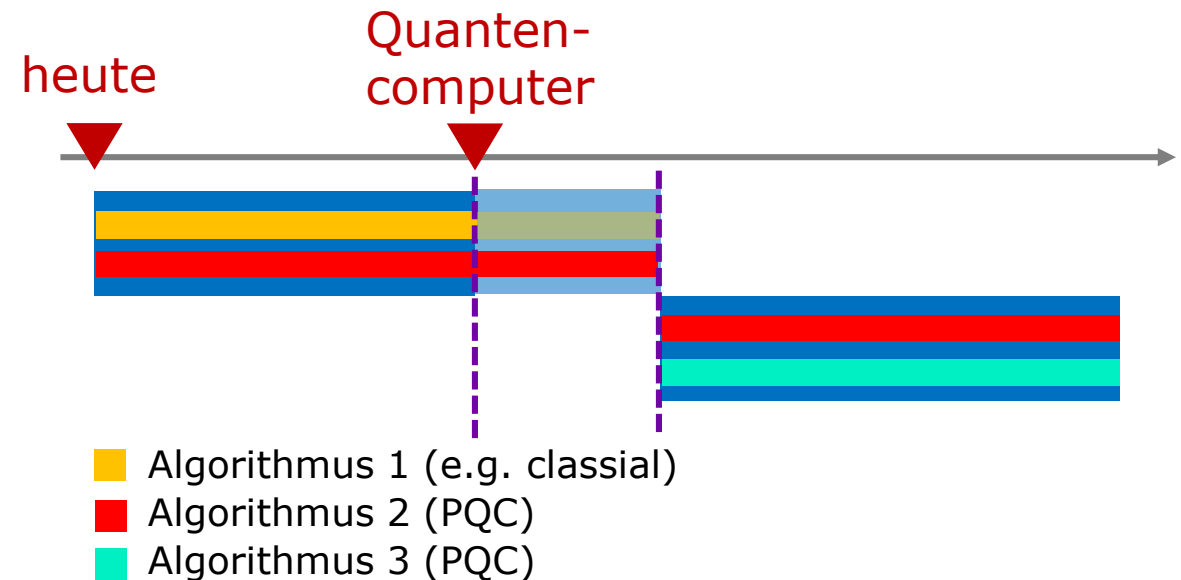 heute
Quanten-
computer
Algorithmus 1 (e.g. classial)
Algorithmus 2 (PQC)
Algorithmus 3 (PQC)